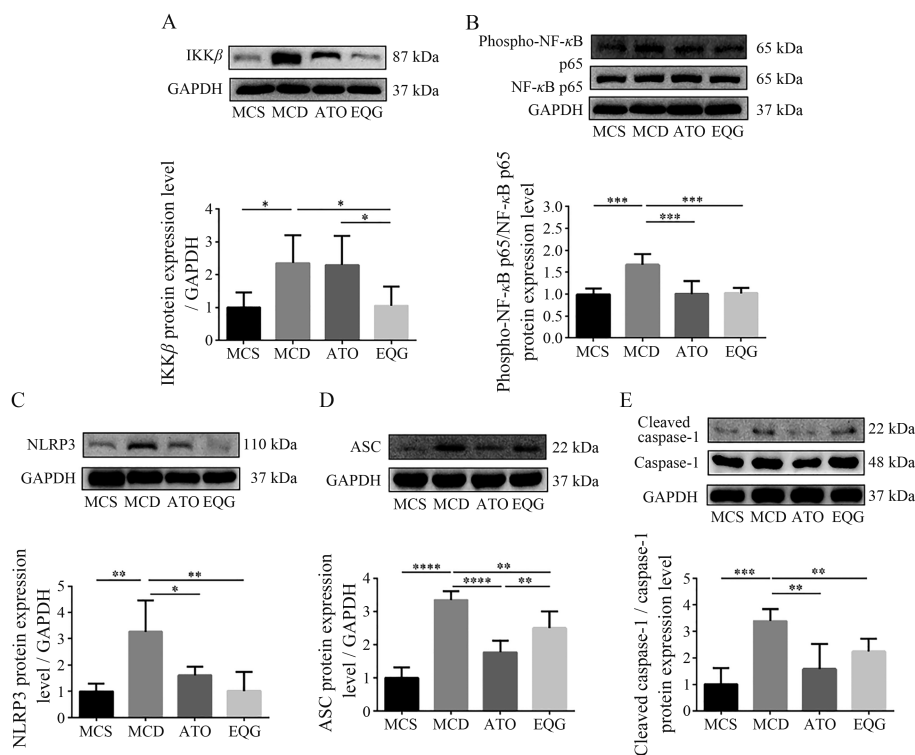 A
IKKβ
87 kDa
GAPDH
37 kDa
MCS MCD ATO EQG
IKKβ protein expression level
/ GAPDH
4
3
2
1
0
* *
*
MCS MCD ATO EQG
B
Phospho-NF-κB
p65
65 kDa
NF-κB p65
65 kDa
GAPDH
37 kDa
MCS MCD ATO EQG
Phospho-NF-κB p65/NF-κB p65
protein expression level
3.0
2.5
2.0
1.5
1.0
0.5
0.0
*** ***
***
MCS MCD ATO EQG
C
NLRP3
110 kDa
GAPDH
37 kDa
MCS MCD ATO EQG
NLRP3 protein expression
level / GAPDH
5
4
3
2
1
0
** **
*
MCS MCD ATO EQG
D
ASC
22 kDa
GAPDH
37 kDa
MCS MCD ATO EQG
ASC protein expression
level / GAPDH
4
3
2
1
0
**** **
**** **
MCS MCD ATO EQG
E
Cleaved
caspase-1
22 kDa
Caspase-1
48 kDa
GAPDH
37 kDa
MCS MCD ATO EQG
Cleaved caspase-1 / caspase-1
protein expression level
5
4
3
2
1
0
*** **
**
MCS MCD ATO EQG